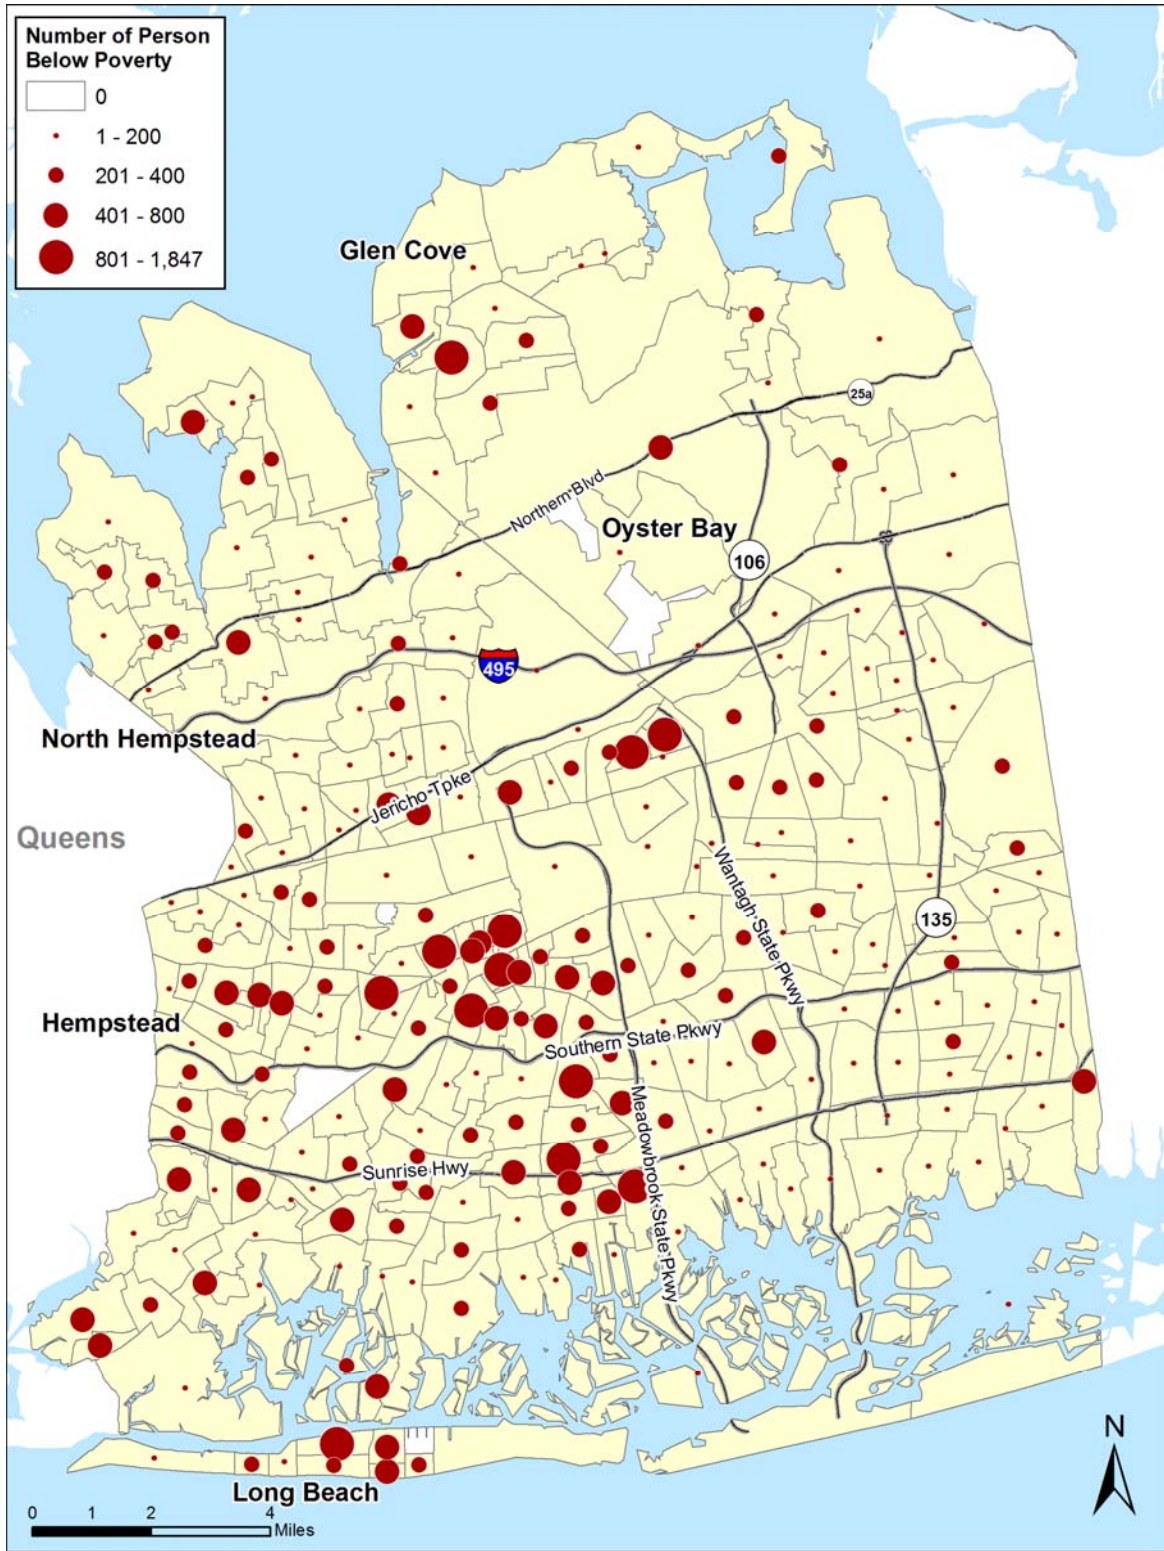 Number of Person
Below Poverty
0
1 - 200
201 - 400
401 - 800
801 - 1,847
Glen Cove
25a
Northern Blvd
Oyster Bay
106
495
North Hempstead
Jericho Tpke
Queens
Wantagh State Pkwy
135
Hempstead
Southern State Pkwy
Meadowbrook State Pkwy
Sunrise Hwy
Long Beach
N
0 1 2 4
Miles